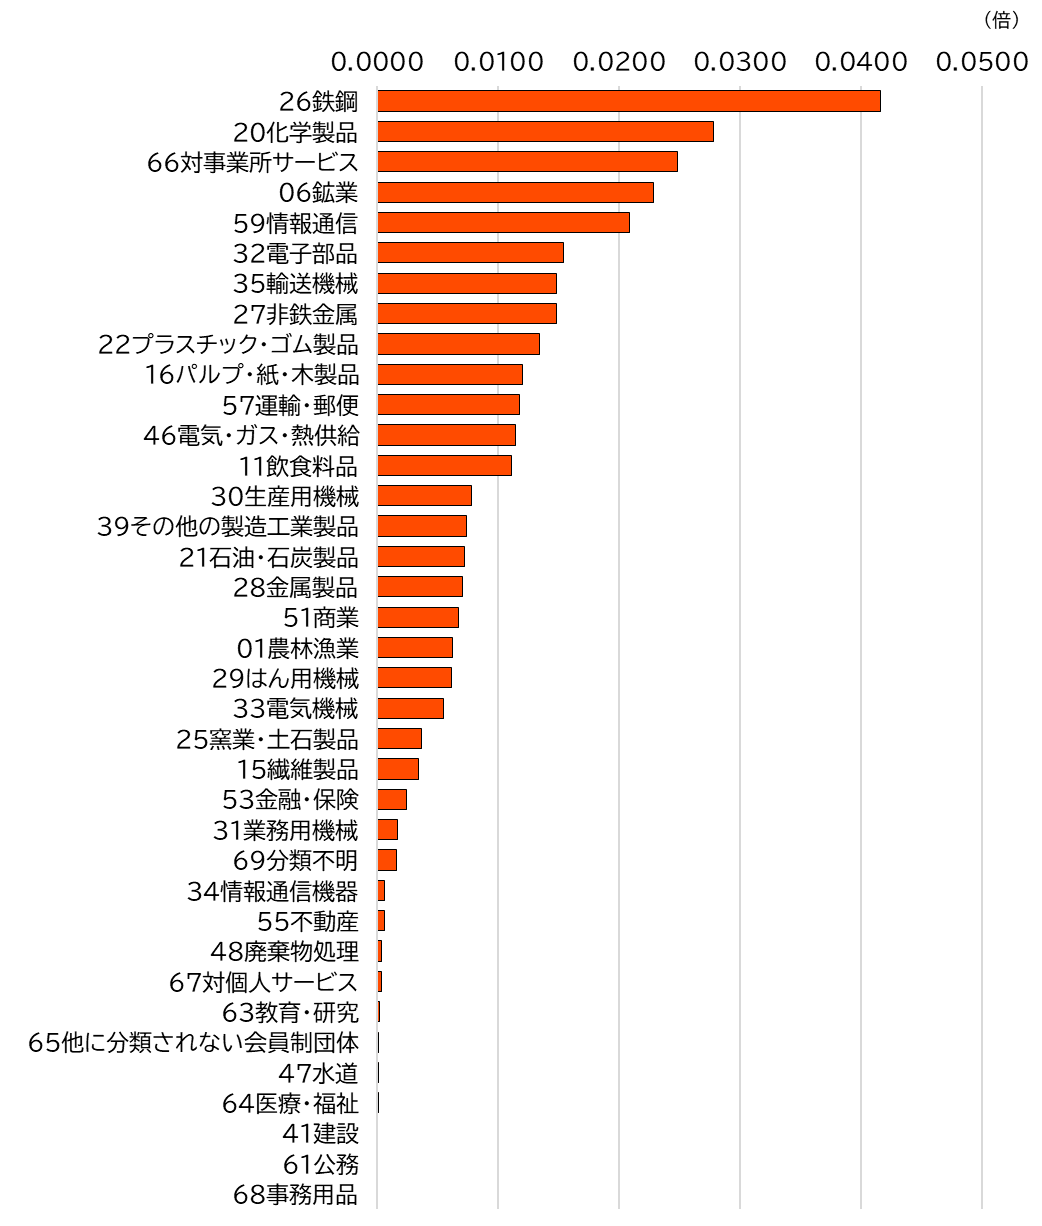 （倍）
0.0000 0.0100 0.0200 0.0300 0.0400 0.0500
26鉄鋼
20化学製品
66対事業所サービス
06鉱業
59情報通信
32電子部品
35輸送機械
27非鉄金属
22プラスチック・ゴム製品
16パルプ・紙・木製品
57運輸・郵便
46電気・ガス・熱供給
11飲食料品
30生産用機械
39その他の製造工業製品
21石油・石炭製品
28金属製品
51商業
01農林漁業
29はん用機械
33電気機械
25窯業・土石製品
15繊維製品
53金融・保険
31業務用機械
69分類不明
34情報通信機器
55不動産
48廃棄物処理
67対個人サービス
63教育・研究
65他に分類されない会員制団体
47水道
64医療・福祉
41建設
61公務
68事務用品